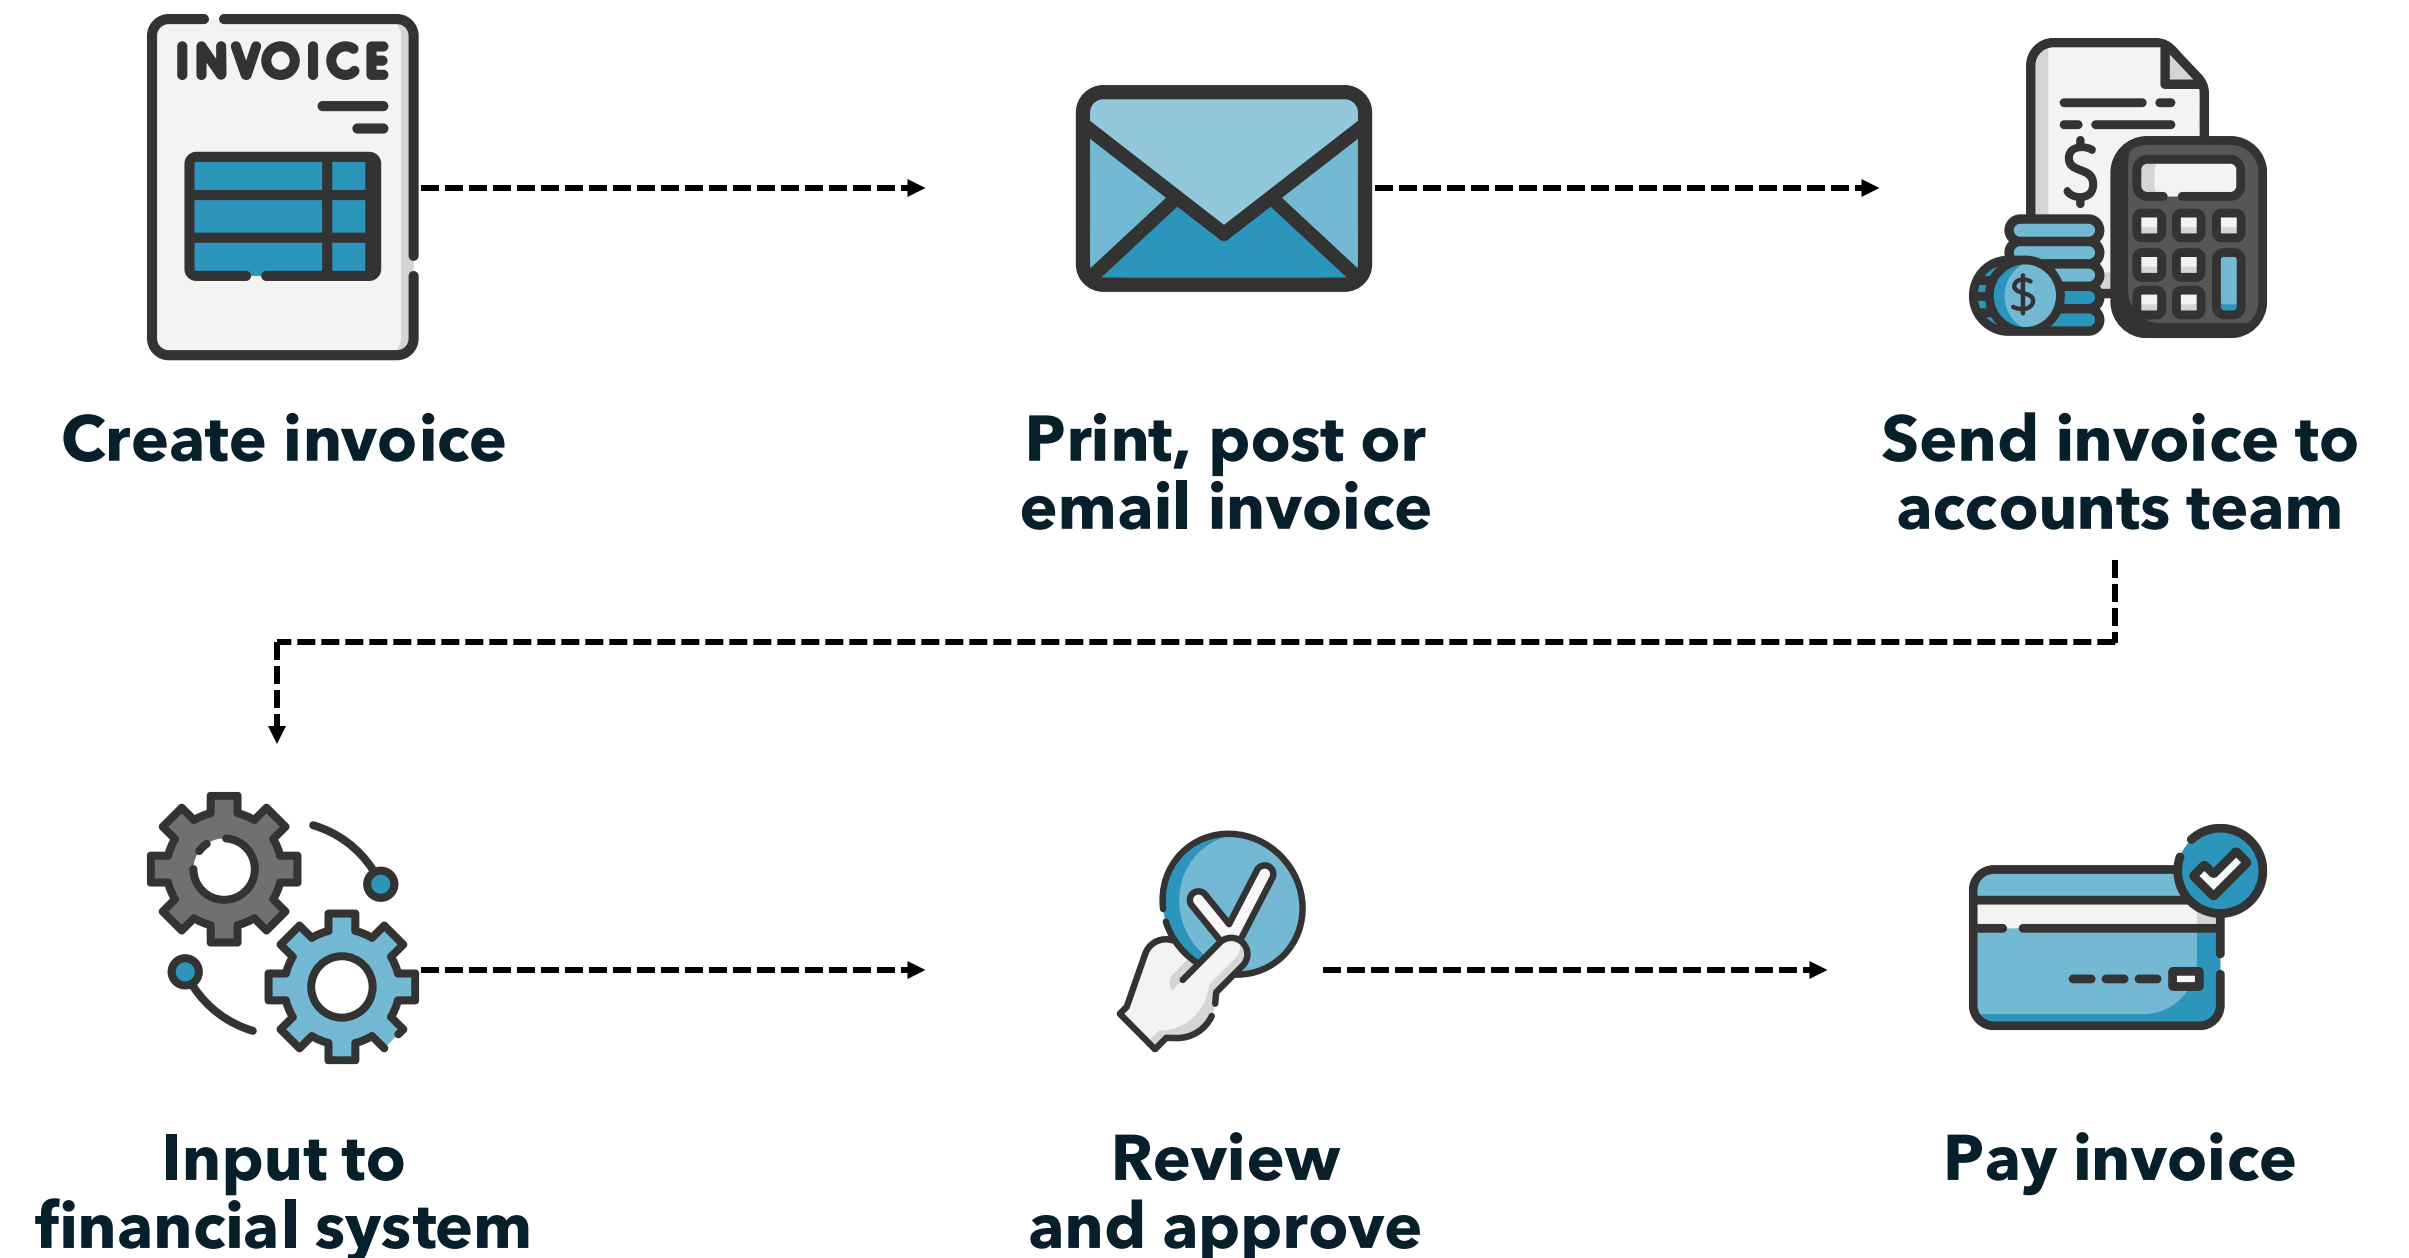 INVOICE
Create invoice
Print, post or
email invoice
Send invoice to
accounts team
$
$
Input to
financial system
Review
and approve
Pay invoice